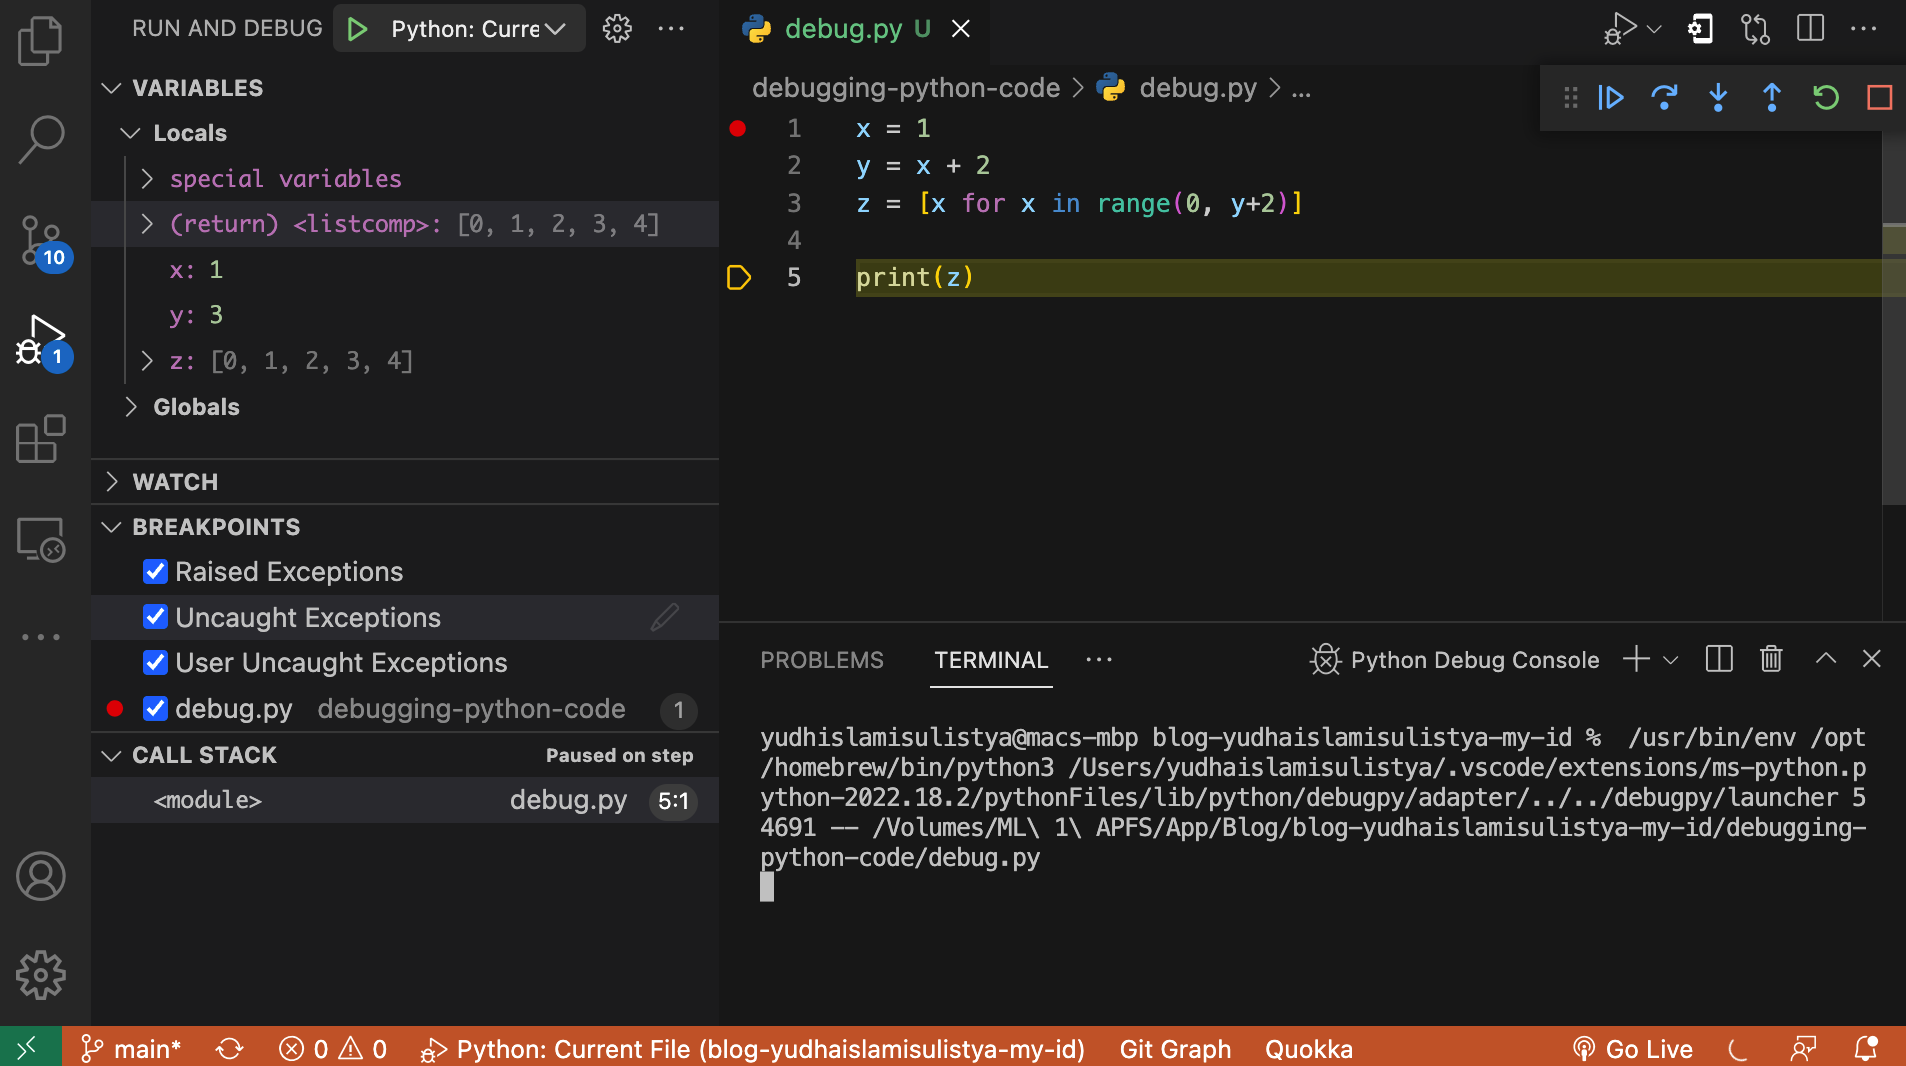 RUN AND DEBUG
Python: Curre
debug.py U
VARIABLES
Locals
special variables
(return) <listcomp>: [0, 1, 2, 3, 4]
x: 1
y: 3
z: [0, 1, 2, 3, 4]
Globals
WATCH
BREAKPOINTS
Raised Exceptions
Uncaught Exceptions
User Uncaught Exceptions
debug.py debugging-python-code 1
CALL STACK Paused on step
<module> debug.py 5:1
10
1
debugging-python-code > debug.py > ...
1 x = 1
2 y = x + 2
3 z = [x for x in range(0, y+2)]
4
5 print(z)
PROBLEMS TERMINAL
Python Debug Console
yudhislamisulistya@macs-mbp blog-yudhaislamisulistya-my-id %  /usr/bin/env /opt
/homebrew/bin/python3 /Users/yudhaislamisulistya/.vscode/extensions/ms-python.p
ython-2022.18.2/pythonFiles/lib/python/debugpy/adapter/../../debugpy/launcher 5
4691 -- /Volumes/ML\ 1\ APFS/App/Blog/blog-yudhaislamisulistya-my-id/debugging-
python-code/debug.py
main* 0 0 Python: Current File (blog-yudhaislamisulistya-my-id) Git Graph Quokka Go Live